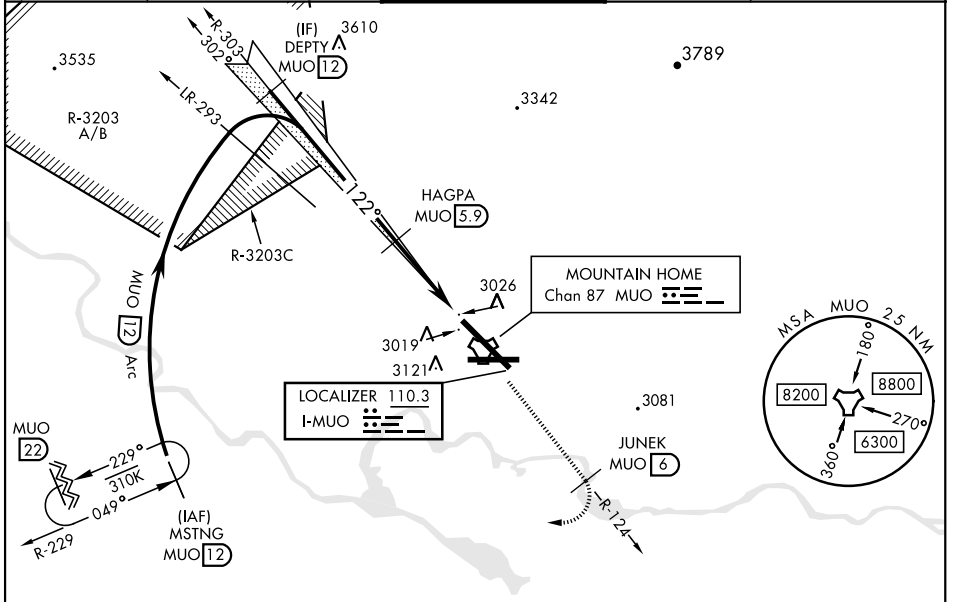 3535
R-3203
A/B
R-303
302°
LR-293
(IF)
DEPTY
3610
MUO 12
3789
3342
122°
HAGPA
MUO 5.9
R-3203C
MUO 12 Arc
3026
3019
3121
MOUNTAIN HOME
Chan 87 MUO
LOCALIZER 110.3
I-MUO
3081
JUNEK
MUO 6
R-124
MUO
22
229°
310K
049°
R-229
(IAF)
MSTNG
MUO 12
MSA MUO 25 NM
180°
8200
8800
270°
6300
360°